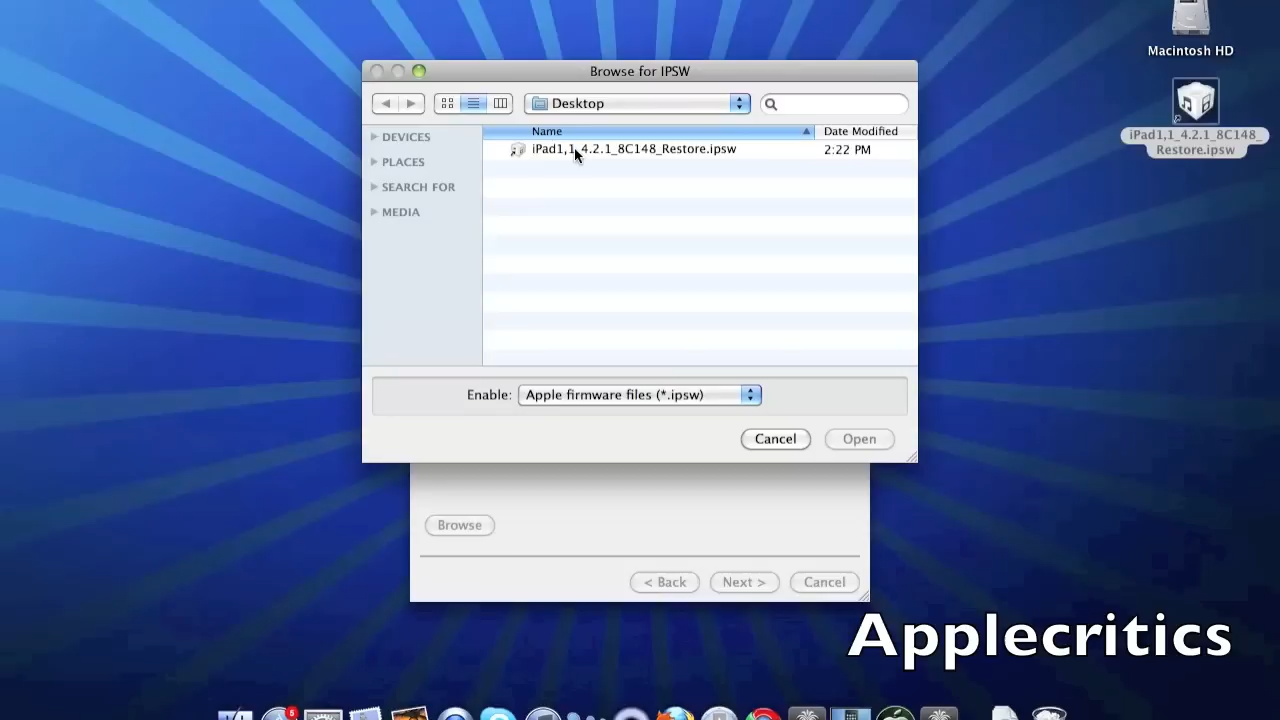 Macintosh HD
iPad1,1_4.2.1_8C148_
Restore.ipsw
Browse for IPSW
Desktop
Name
Date Modified
DEVICES
PLACES
SEARCH FOR
MEDIA
iPad1,1_4.2.1_8C148_Restore.ipsw
2:22 PM
Enable:
Apple firmware files (*.ipsw)
Cancel
Open
Browse
< Back
Next >
Cancel
Applecritics
5